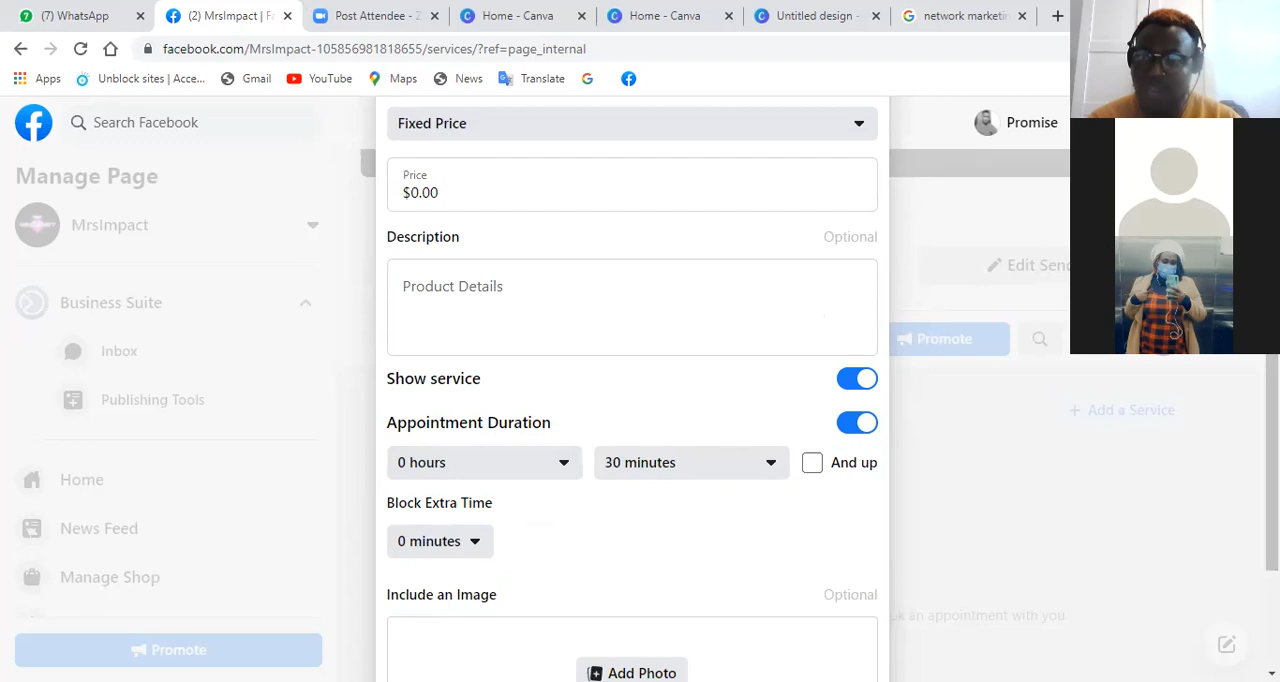 (7) WhatsApp
(2) MrsImpact | F
Post Attendee - Z
Home - Canva
Home - Canva
Untitled design -
network marketin
facebook.com/MrsImpact-105856981818655/services/?ref=page_internal
Apps
Unblock sites | Acce...
Gmail
YouTube
Maps
News
Translate
Search Facebook
Promise
Manage Page
MrsImpact
Business Suite
Inbox
Publishing Tools
Home
News Feed
Manage Shop
Promote
Fixed Price
Price
$0.00
Description
Optional
Product Details
Show service
Appointment Duration
0 hours
30 minutes
And up
Block Extra Time
0 minutes
Include an Image
Optional
Add Photo
Edit Send
Promote
+ Add a Service
ok an appointment with you.